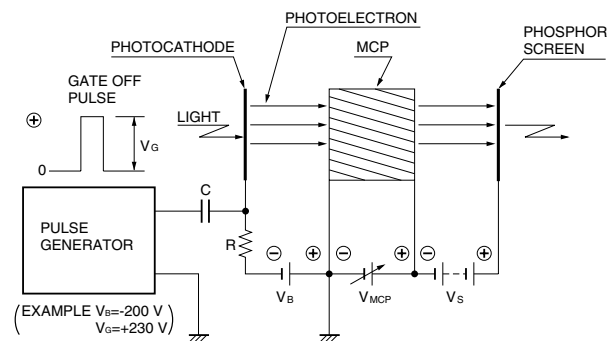 PHOTOELECTRON
PHOTOCATHODE
MCP
PHOSPHOR
SCREEN
GATE OFF
PULSE
⊕
LIGHT
VG
0
C
PULSE
GENERATOR
R
⊖ ⊕ ⊖ ⊕ ⊖ ⊕
VB VMCP VS
(EXAMPLE VB=-200 V
VG=+230 V)